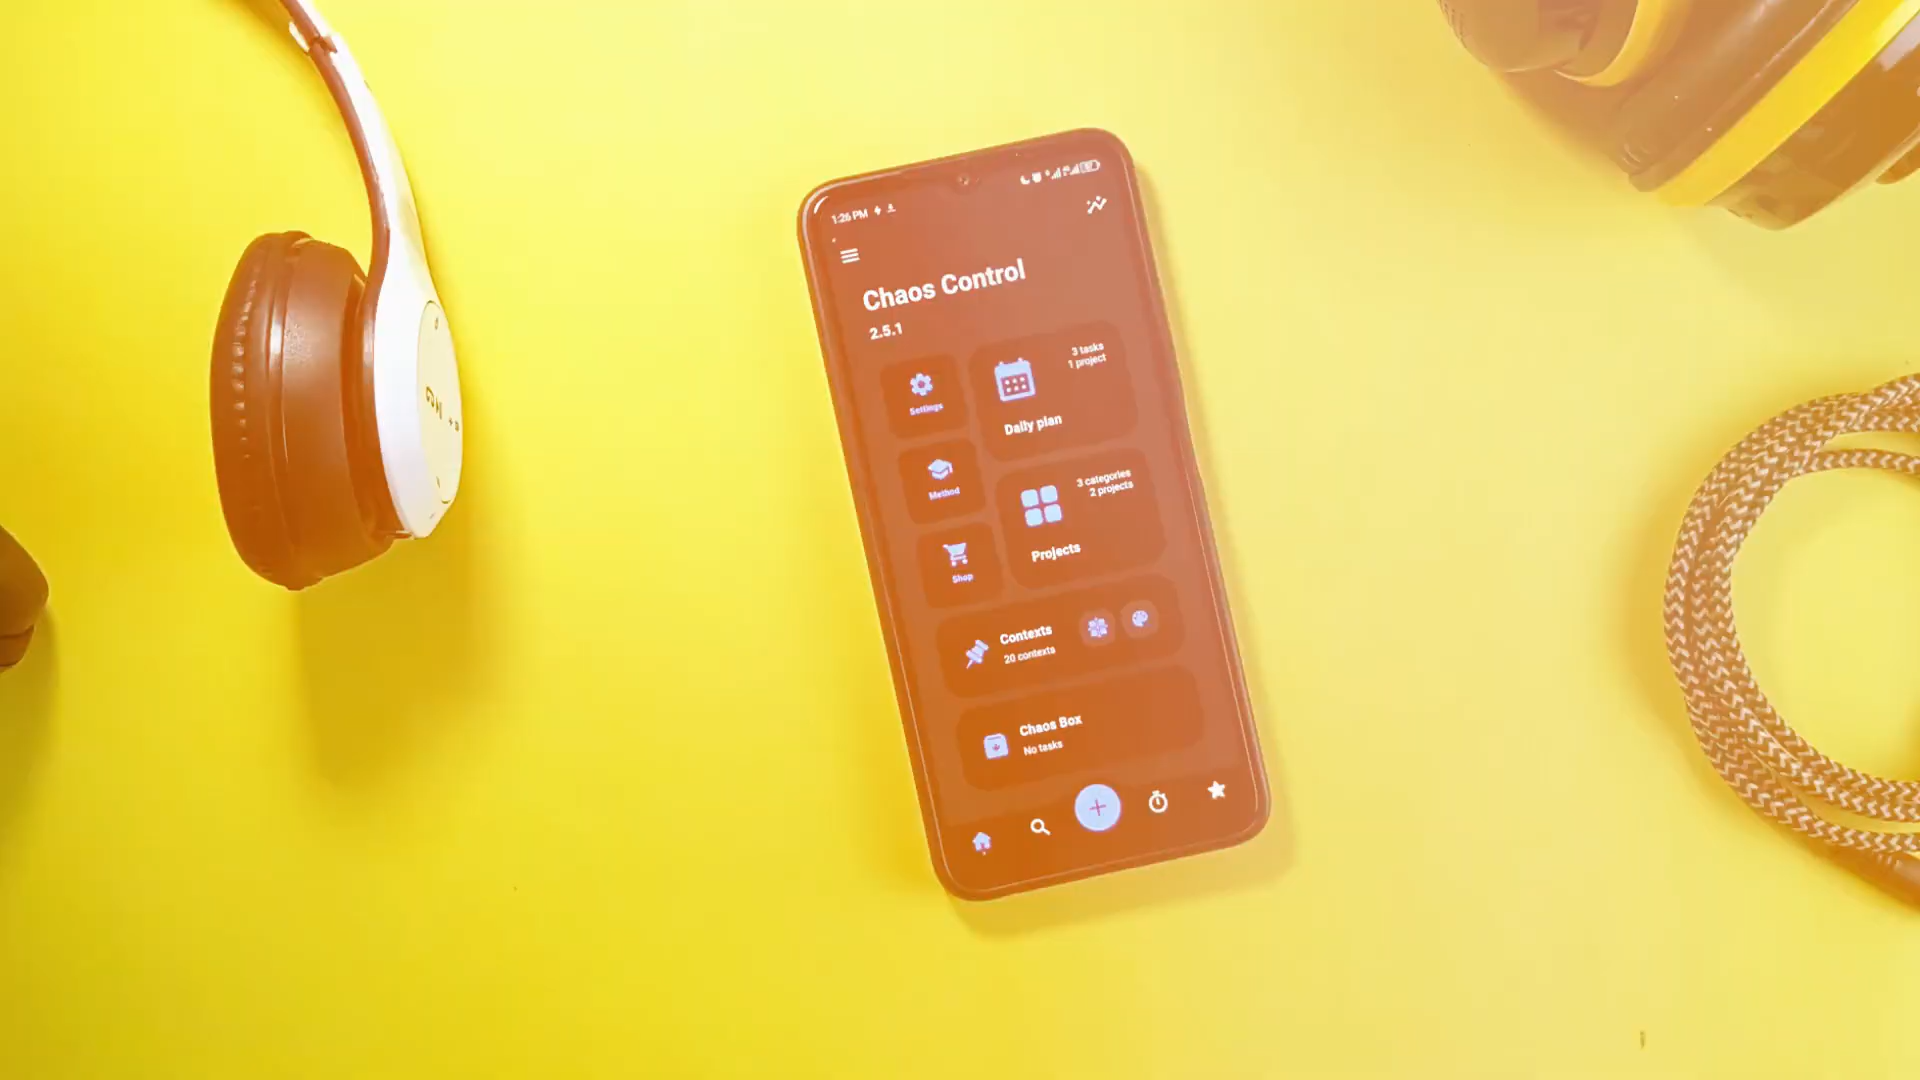 1:26 PM
Chaos Control
2.5.1
Settings
3 tasks
1 project
Daily plan
Method
3 categories
2 projects
Projects
Shop
Contexts
20 contexts
Chaos Box
No tasks